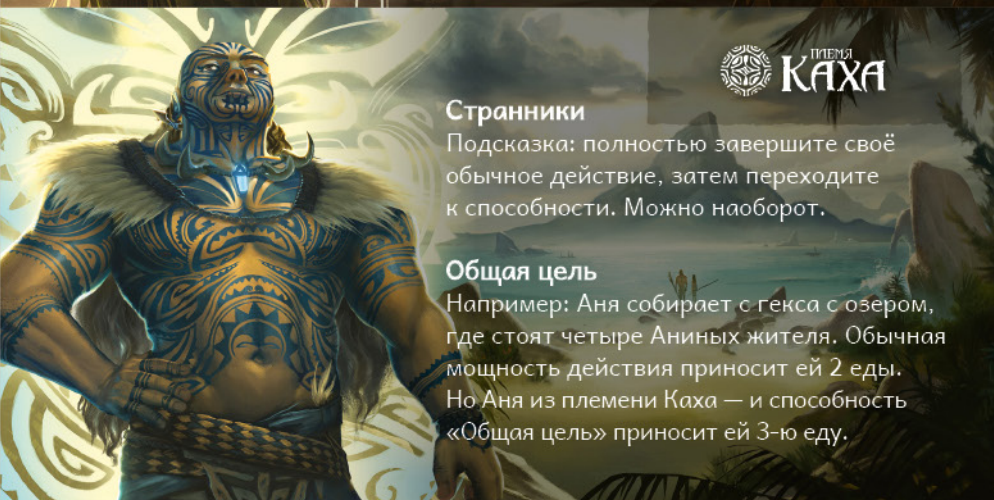 ПЛЕМЯ
КАХА
Странники
Подсказка: полностью завершите своё
обычное действие, затем переходите
к способности. Можно наоборот.
Общая цель
Например: Аня собирает с гекса с озером,
где стоят четыре Аниных жителя. Обычная
мощность действия приносит ей 2 еды.
Но Аня из племени Каха — и способность
«Общая цель» приносит ей 3-ю еду.